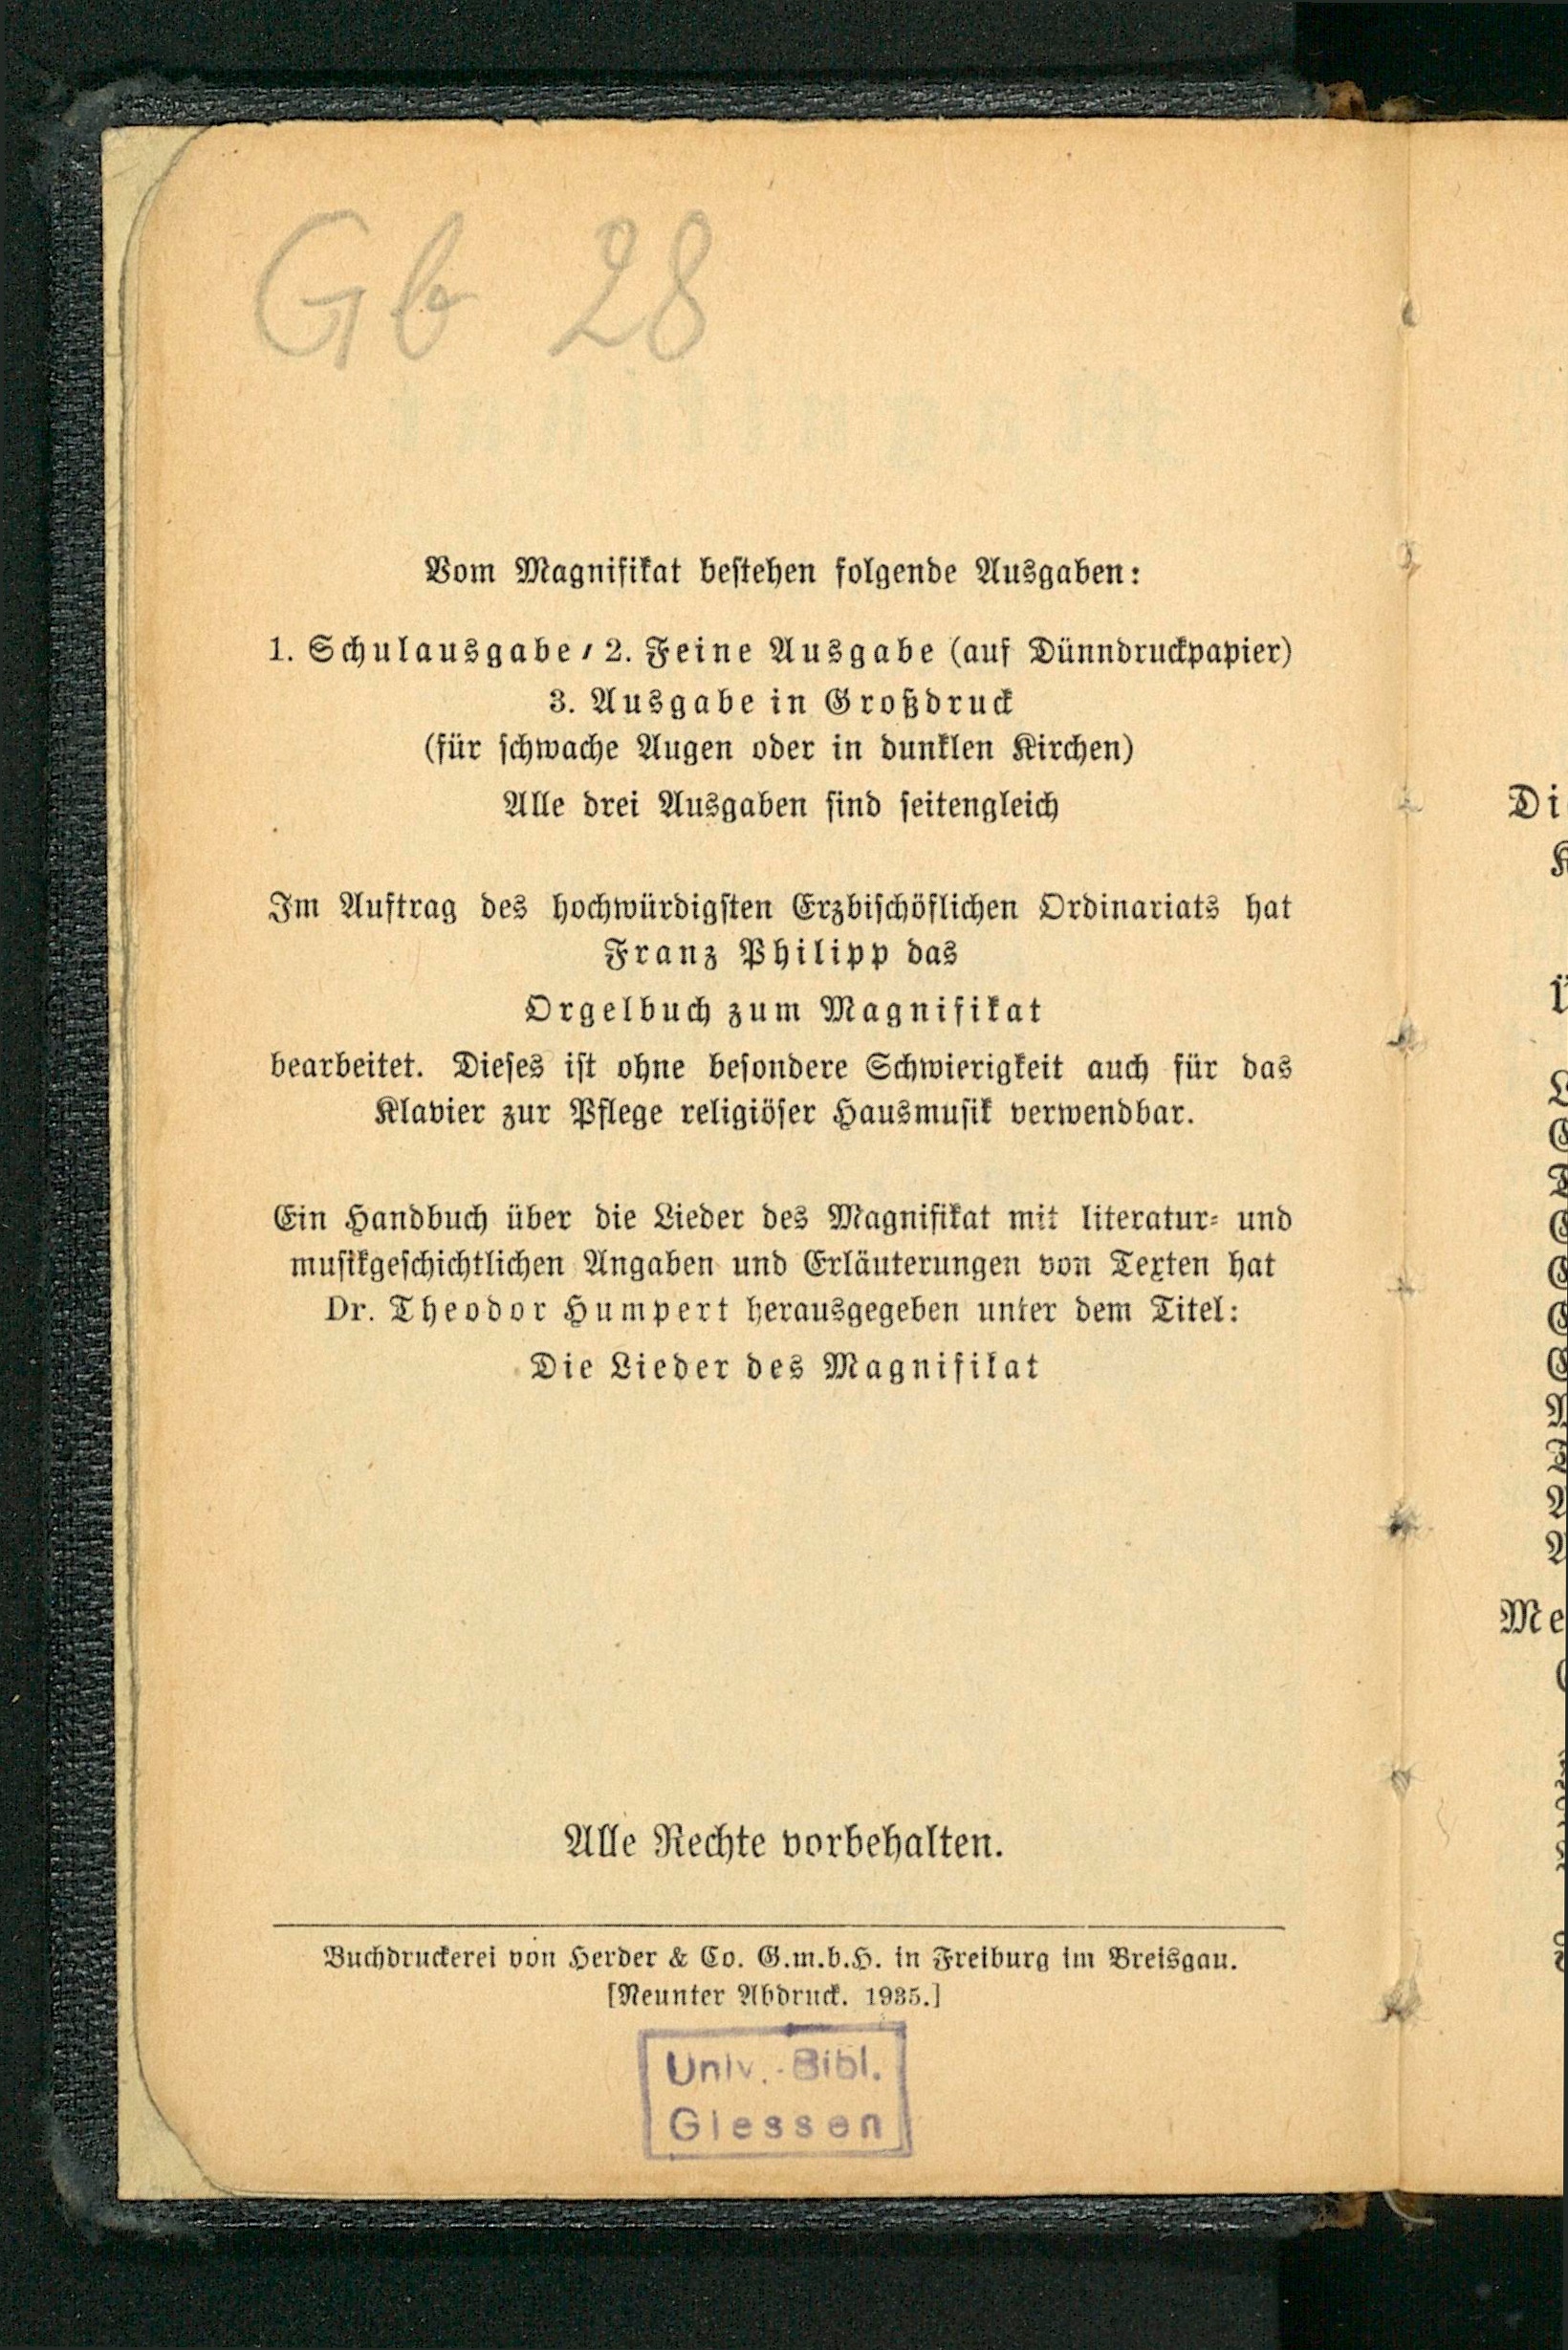 Gb 28
Vom Magnifikat bestehen folgende Ausgaben:
1. Schulausgabe / 2. Feine Ausgabe (auf Dünndruckpapier)
3. Ausgabe in Großdruck
(für schwache Augen oder in dunklen Kirchen)
Alle drei Ausgaben sind seitengleich
Im Auftrag des hochwürdigsten Erzbischöflichen Ordinariats hat
Franz Philipp das
Orgelbuch zum Magnifikat
bearbeitet. Dieses ist ohne besondere Schwierigkeit auch für das
Klavier zur Pflege religiöser Hausmusik verwendbar.
Ein Handbuch über die Lieder des Magnifikat mit literatur- und
musikgeschichtlichen Angaben und Erläuterungen von Texten hat
Dr. Theodor Humpert herausgegeben unter dem Titel:
Die Lieder des Magnifikat
Alle Rechte vorbehalten.
Buchdruckerei von Herder & Co. G.m.b.H. in Freiburg im Breisgau.
[Neunter Abdruck. 1935.]
Univ.-Bibl.
Giessen
Di
Me